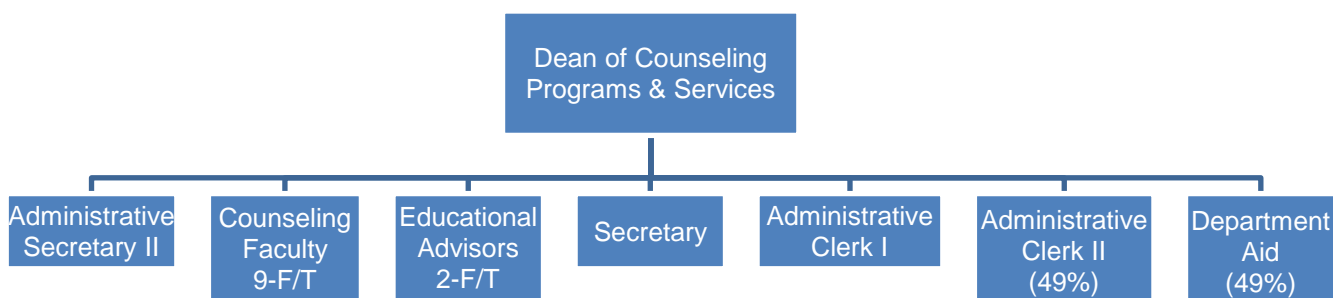 Dean of Counseling
Programs & Services
Administrative
Secretary II
Counseling
Faculty
9-F/T
Educational
Advisors
2-F/T
Secretary
Administrative
Clerk I
Administrative
Clerk II
(49%)
Department
Aid
(49%)